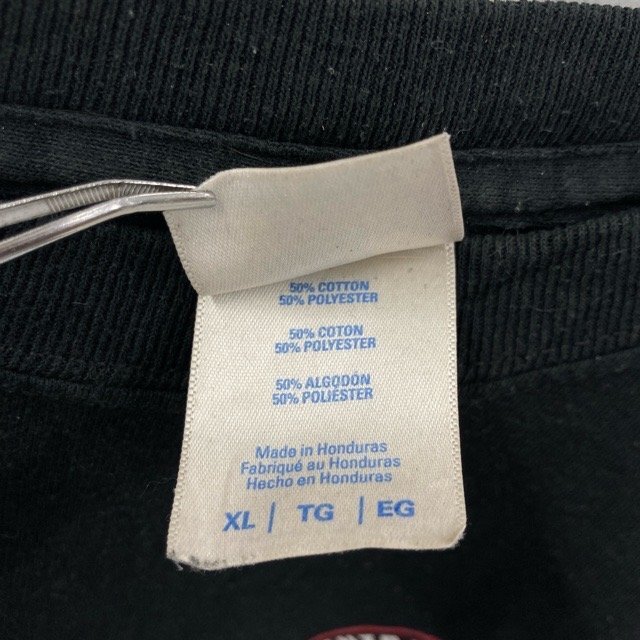 50% COTTON
50% POLYESTER
50% COTON
50% POLYESTER
50% ALGODÓN
50% POLIÉSTER
Made in Honduras
Fabriqué au Honduras
Hecho en Honduras
XL | TG | EG